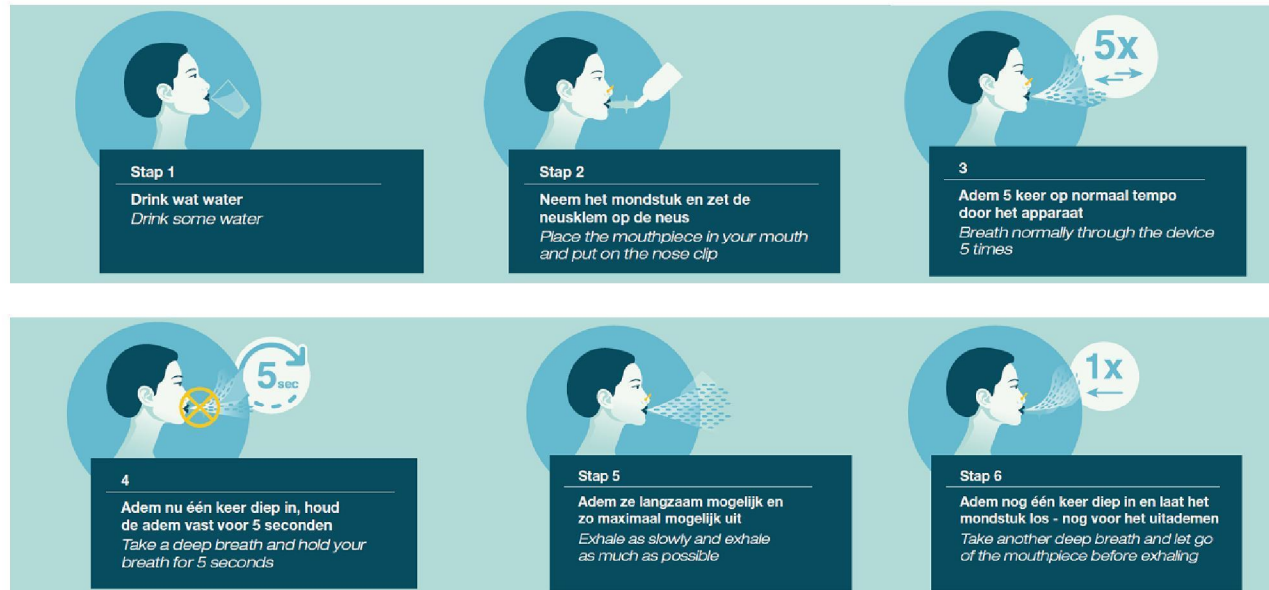 Stap 1
Drink wat water
Drink some water
Stap 2
Neem het mondstuk en zet de
neusklem op de neus
Place the mouthpiece in your mouth
and put on the nose clip
5x
3
Adem 5 keer op normaal tempo
door het apparaat
Breath normally through the device
5 times
5 sec
4
Adem nu één keer diep in, houd
de adem vast voor 5 seconden
Take a deep breath and hold your
breath for 5 seconds
Stap 5
Adem ze langzaam mogelijk en
zo maximaal mogelijk uit
Exhale as slowly and exhale
as much as possible
1x
Stap 6
Adem nog één keer diep in en laat het
mondstuk los - nog voor het uitademen
Take another deep breath and let go
of the mouthpiece before exhaling